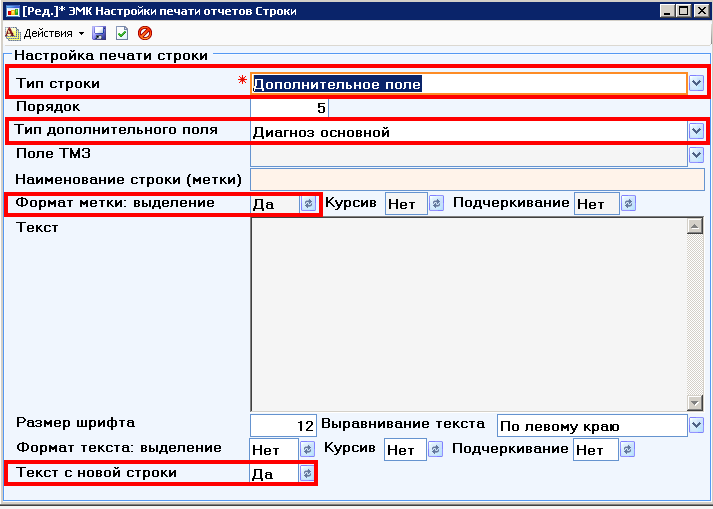 [Ред.]* ЭМК Настройки печати отчетов Строки
Действия
Настройка печати строки
Тип строки * Дополнительное поле
Порядок 5
Тип дополнительного поля Диагноз основной
Поле ТМЗ
Наименование строки (метки)
Формат метки: выделение Да Курсив Нет Подчеркивание Нет
Текст
Размер шрифта 12 Выравнивание текста По левому краю
Формат текста: выделение Нет Курсив Нет Подчеркивание Нет
Текст с новой строки Да